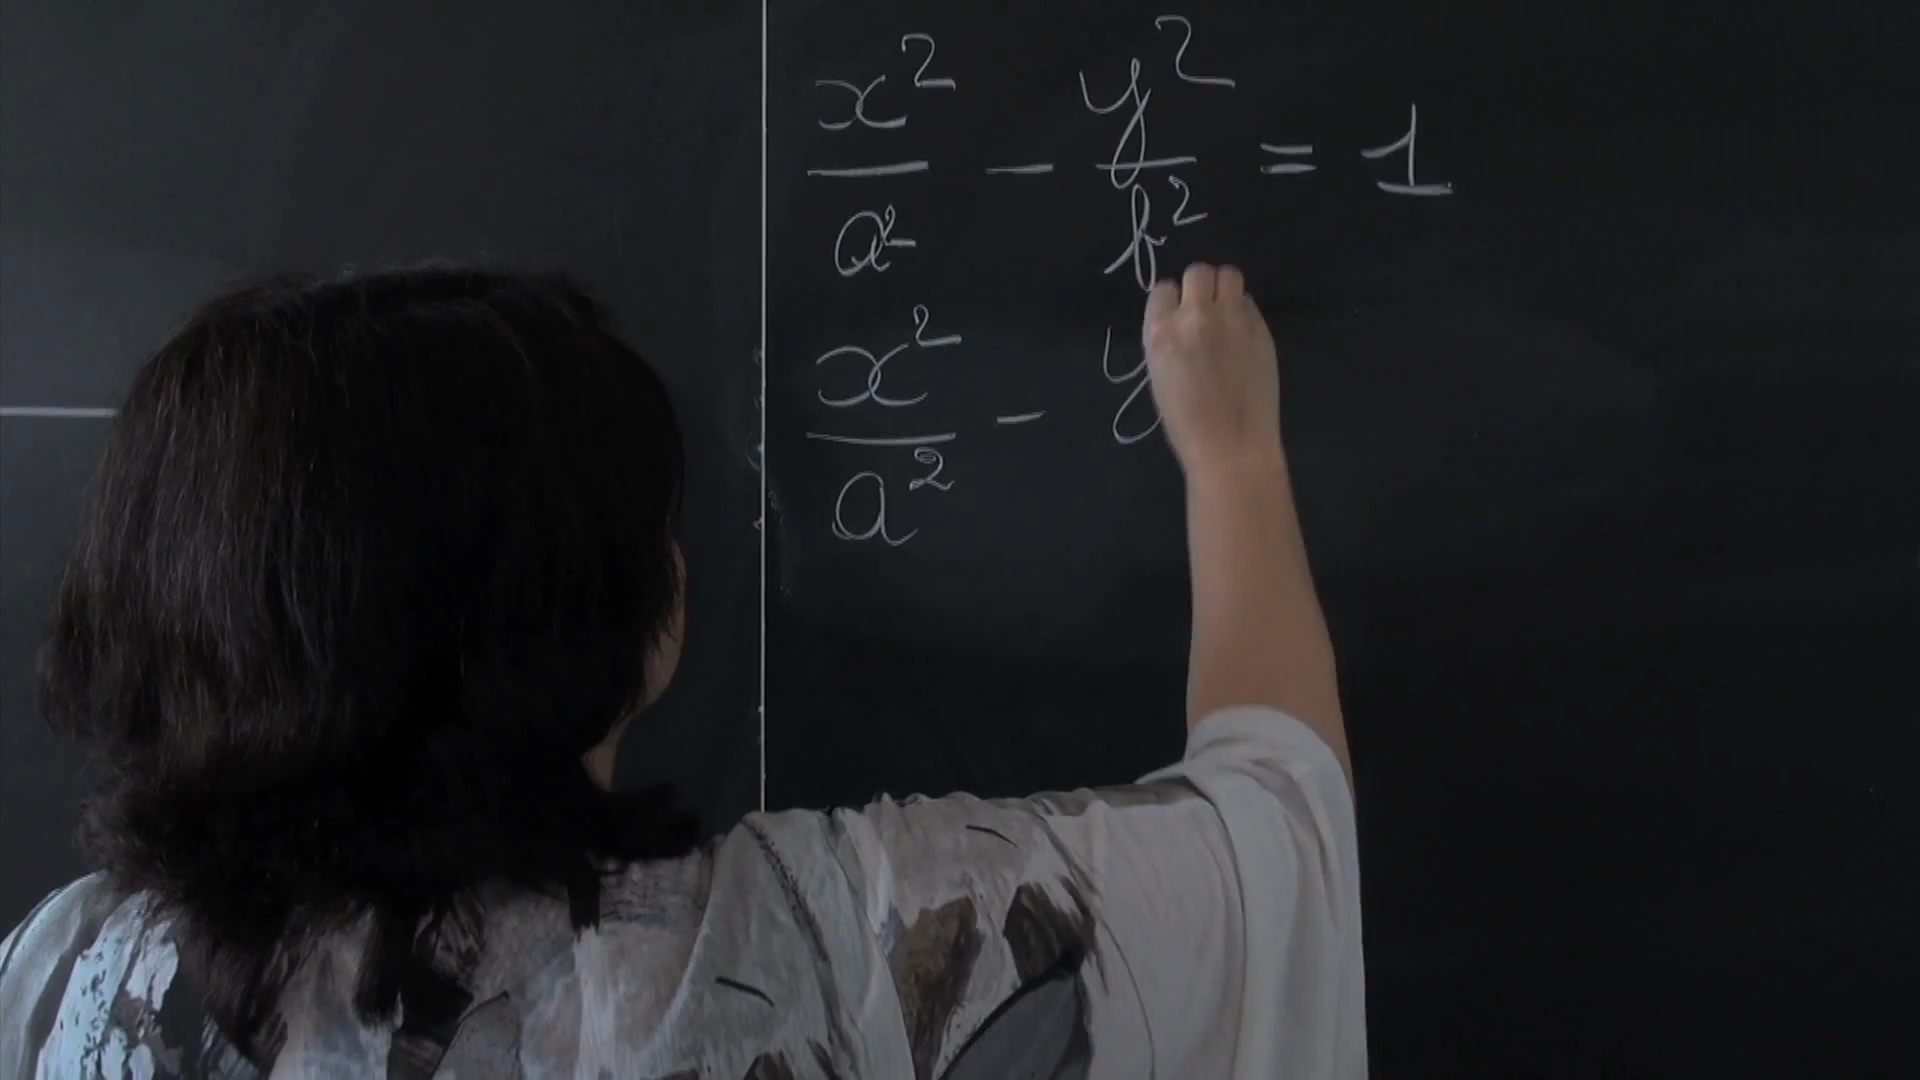 x²/a² - y²/b² = 1
x²/a² - y